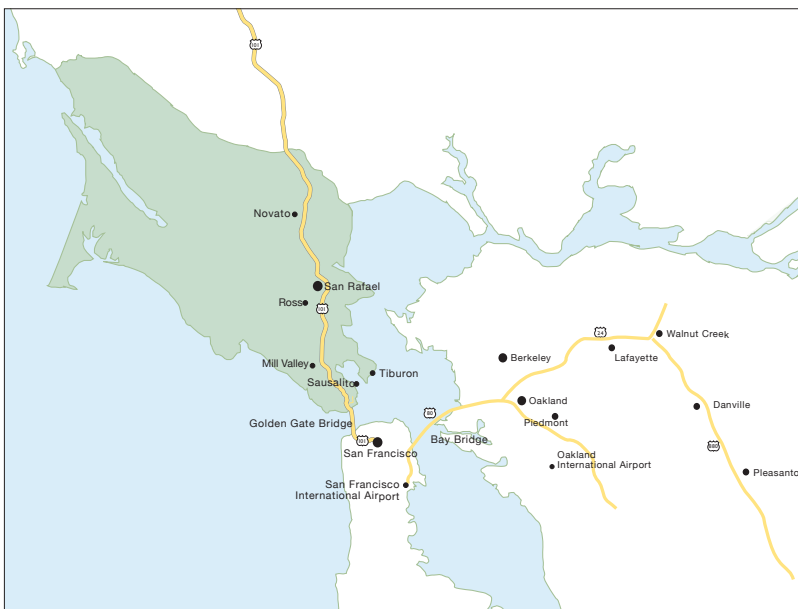 101
Novato
San Rafael
Ross
101
24
Walnut Creek
Berkeley
Lafayette
Mill Valley
Tiburon
Sausalito
Oakland
Danville
80
Piedmont
Golden Gate Bridge
101
Bay Bridge
680
San Francisco
Oakland
International Airport
Pleasanto
San Francisco
International Airport